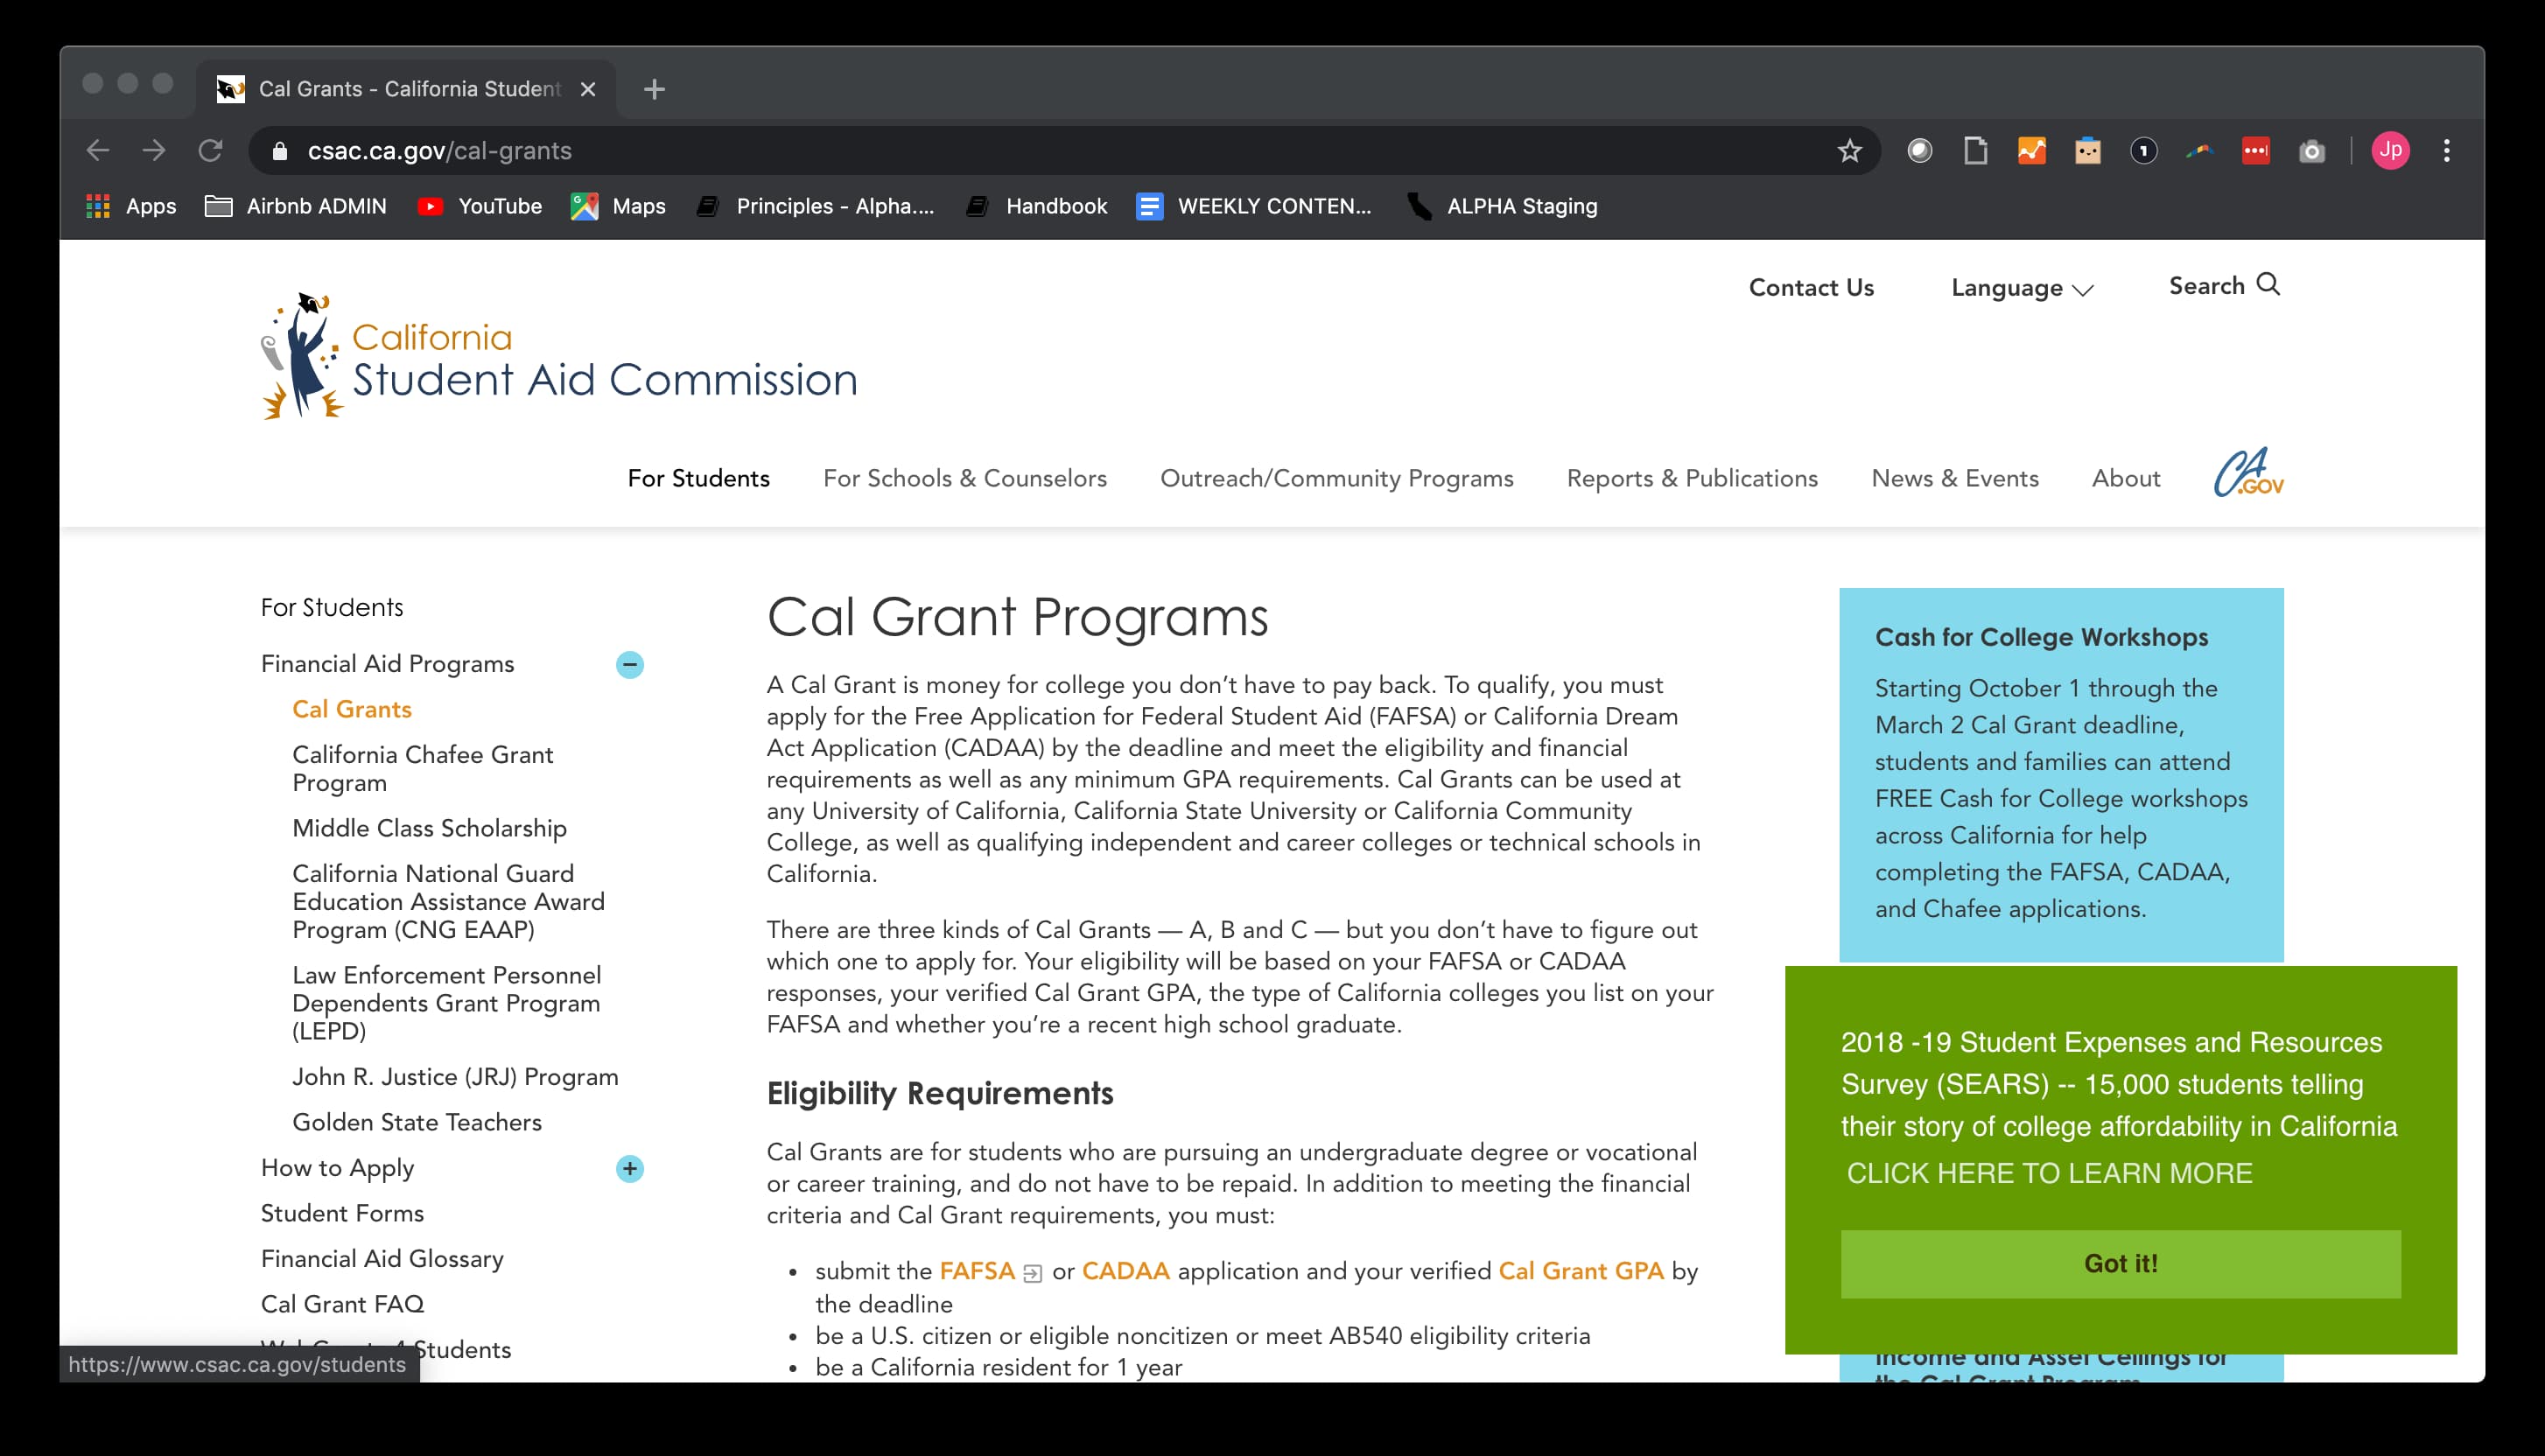 Cal Grants - California Student
csac.ca.gov/cal-grants
Jp
Apps
Airbnb ADMIN
YouTube
Maps
Principles - Alpha....
Handbook
WEEKLY CONTEN...
ALPHA Staging
Contact Us
Language
Search
California
Student Aid Commission
For Students
For Schools & Counselors
Outreach/Community Programs
Reports & Publications
News & Events
About
CA
.GOV
For Students
Financial Aid Programs
Cal Grants
California Chafee Grant
Program
Middle Class Scholarship
California National Guard
Education Assistance Award
Program (CNG EAAP)
Law Enforcement Personnel
Dependents Grant Program
(LEPD)
John R. Justice (JRJ) Program
Golden State Teachers
How to Apply
Student Forms
Financial Aid Glossary
Cal Grant FAQ
Students
https://www.csac.ca.gov/students
Cal Grant Programs
A Cal Grant is money for college you don’t have to pay back. To qualify, you must
apply for the Free Application for Federal Student Aid (FAFSA) or California Dream
Act Application (CADAA) by the deadline and meet the eligibility and financial
requirements as well as any minimum GPA requirements. Cal Grants can be used at
any University of California, California State University or California Community
College, as well as qualifying independent and career colleges or technical schools in
California.
There are three kinds of Cal Grants — A, B and C — but you don’t have to figure out
which one to apply for. Your eligibility will be based on your FAFSA or CADAA
responses, your verified Cal Grant GPA, the type of California colleges you list on your
FAFSA and whether you’re a recent high school graduate.
Eligibility Requirements
Cal Grants are for students who are pursuing an undergraduate degree or vocational
or career training, and do not have to be repaid. In addition to meeting the financial
criteria and Cal Grant requirements, you must:
• submit the FAFSA or CADAA application and your verified Cal Grant GPA by
the deadline
• be a U.S. citizen or eligible noncitizen or meet AB540 eligibility criteria
• be a California resident for 1 year
Cash for College Workshops
Starting October 1 through the
March 2 Cal Grant deadline,
students and families can attend
FREE Cash for College workshops
across California for help
completing the FAFSA, CADAA,
and Chafee applications.
2018 -19 Student Expenses and Resources
Survey (SEARS) -- 15,000 students telling
their story of college affordability in California
CLICK HERE TO LEARN MORE
Got it!
Income and Asset Ceilings for
the Cal Grant Program